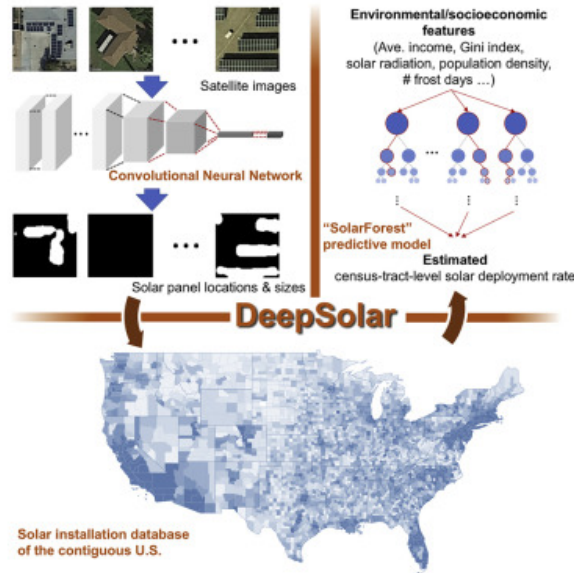 Satellite images
Convolutional Neural Network
Solar panel locations & sizes
Environmental/socioeconomic
features
(Ave. income, Gini index,
solar radiation, population density,
# frost days ...)
"SolarForest"
predictive model
Estimated
census-tract-level solar deployment rate
DeepSolar
Solar installation database
of the contiguous U.S.